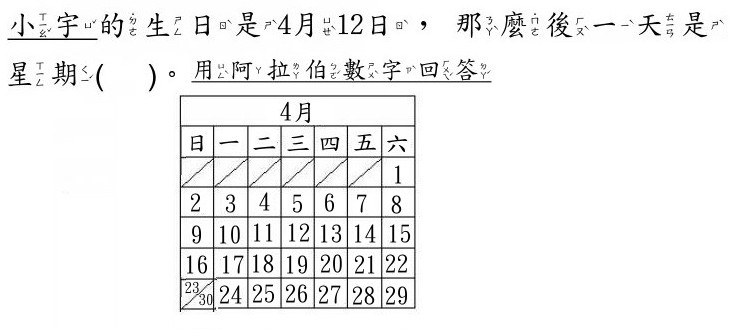 小宇的生日是4月12日，那麼後一天是
星期(　　)。用阿拉伯數字回答
4月
日 一 二 三 四 五 六
1
2 3 4 5 6 7 8
9 10 11 12 13 14 15
16 17 18 19 20 21 22
23/30 24 25 26 27 28 29